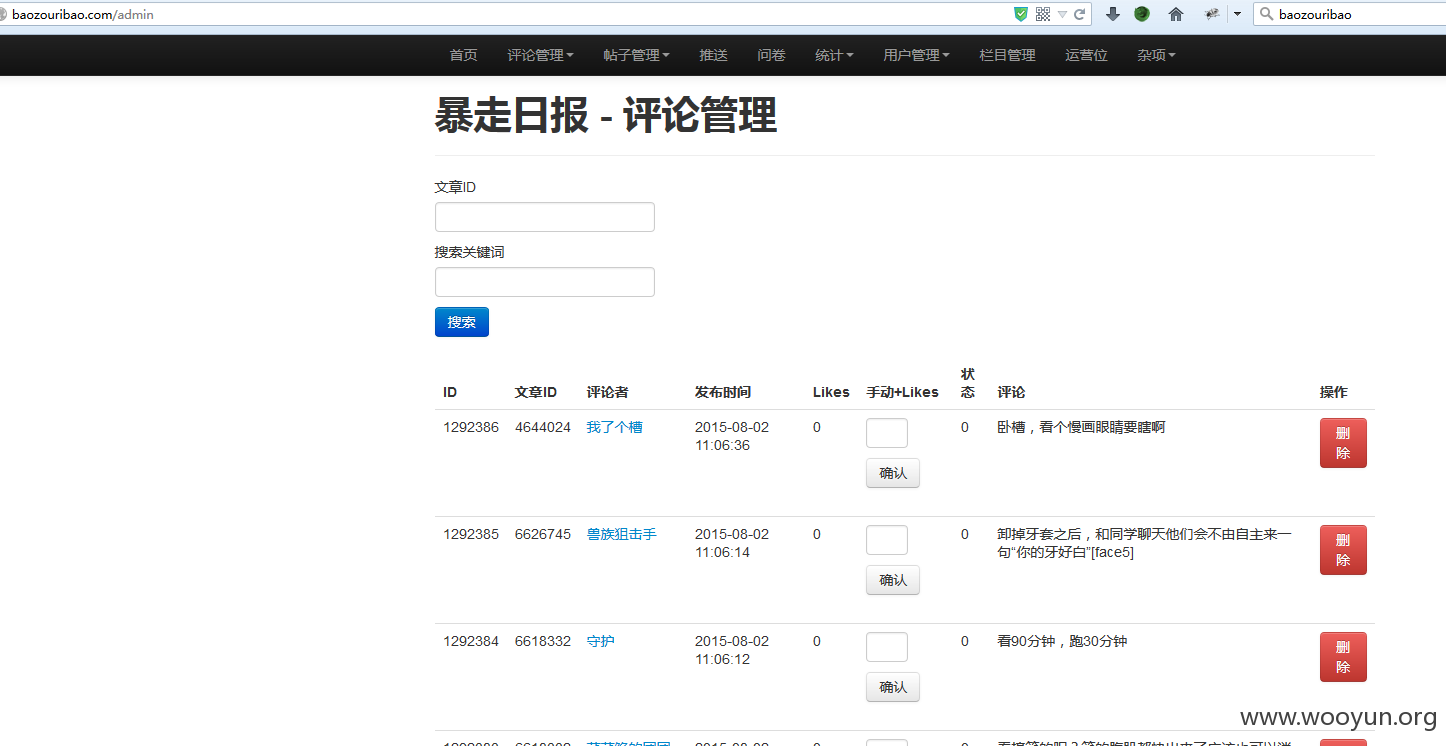 baozouribao.com/admin
baozouribao
首页 评论管理 帖子管理 推送 问卷 统计 用户管理 栏目管理 运营位 杂项
暴走日报 - 评论管理
文章ID
搜索关键词
搜索
ID 文章ID 评论者 发布时间 Likes 手动+Likes 状态 评论 操作
1292386 4644024 我了个槽 2015-08-02 0 0 卧槽，看个慢画眼睛要瞎啊 删
11:06:36 除
确认
1292385 6626745 兽族狙击手 2015-08-02 0 0 卸掉牙套之后，和同学聊天他们会不由自主来一 删
11:06:14 句“你的牙好白”[face5] 除
确认
1292384 6618332 守护 2015-08-02 0 0 看90分钟，跑30分钟 删
11:06:12 除
确认
www.wooyun.org